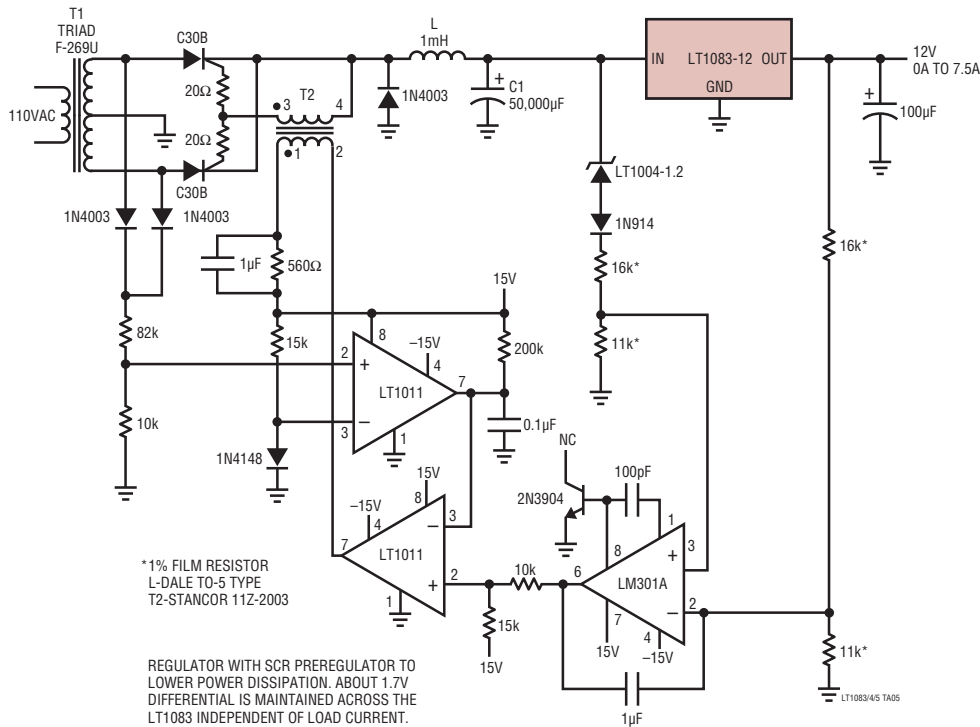 T1
TRIAD
F-269U
110VAC
C30B
20Ω
20Ω
C30B
3
T2
4
1
2
L
1mH
1N4003
+
C1
50,000µF
IN
LT1083-12
OUT
GND
12V
0A TO 7.5A
+
100µF
1N4003
1N4003
1µF
560Ω
LT1004-1.2
1N914
16k*
16k*
82k
15k
15V
8
–15V
4
200k
11k*
2
+
7
LT1011
–
3
1
10k
0.1µF
1N4148
NC
100pF
2N3904
15V
8
–15V
4
–
3
7
LT1011
+
2
1
10k
15k
15V
1
8
+
3
6
LM301A
–
2
7
15V
4
–15V
1µF
11k*
*1% FILM RESISTOR
L-DALE TO-5 TYPE
T2-STANCOR 11Z-2003
REGULATOR WITH SCR PREREGULATOR TO
LOWER POWER DISSIPATION. ABOUT 1.7V
DIFFERENTIAL IS MAINTAINED ACROSS THE
LT1083 INDEPENDENT OF LOAD CURRENT.
LT1083/4/5 TA05